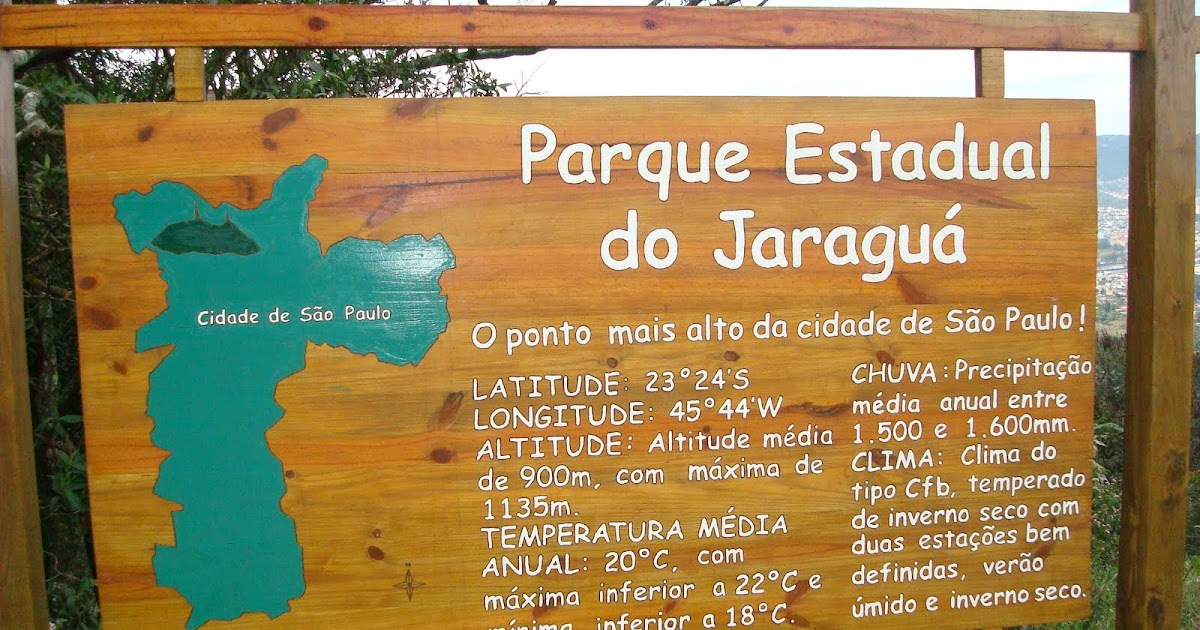 Parque Estadual
do Jaraguá
Cidade de São Paulo
O ponto mais alto da cidade de São Paulo!
LATITUDE: 23°24'S
LONGITUDE: 45°44'W
ALTITUDE: Altitude média
de 900m, com máxima de
1135m.
TEMPERATURA MÉDIA
ANUAL: 20°C, com
máxima inferior a 22°C e
mínima inferior a 18°C.
CHUVA: Precipitação
média anual entre
1.500 e 1.600mm.
CLIMA: Clima do
tipo Cfb, temperado
de inverno seco com
duas estações bem
definidas, verão
úmido e inverno seco.